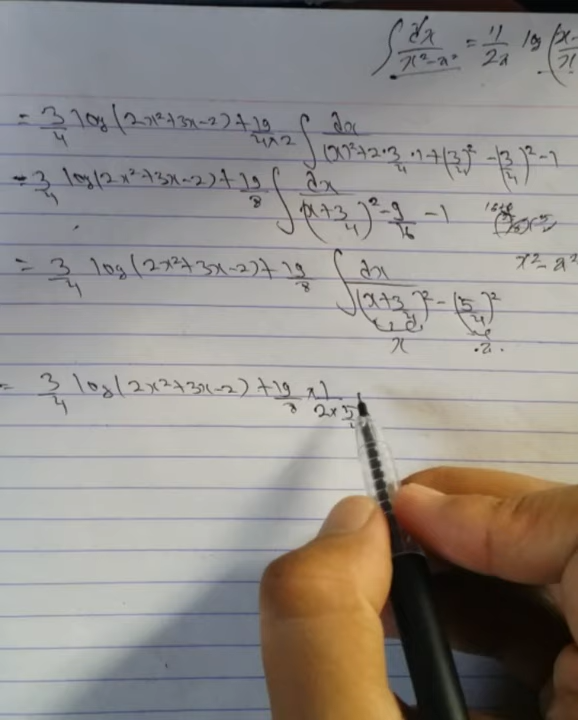 ∫ dx/(x²-a²) = 1/2a log (x-
= 3/4 log(2x²+3x-2) + 19/4×2 ∫ dx/((x)²+2·3/4·1+(3/4)²-(3/4)²-1)
= 3/4 log(2x²+3x-2) + 19/8 ∫ dx/((x+3/4)²-9/16-1)
= 3/4 log(2x²+3x-2) + 19/8 ∫ dx/((x+3/4)²-(5/4)²)
x²-a²
x
a
= 3/4 log(2x²+3x-2) + 19/8 × 1/(2×5/4